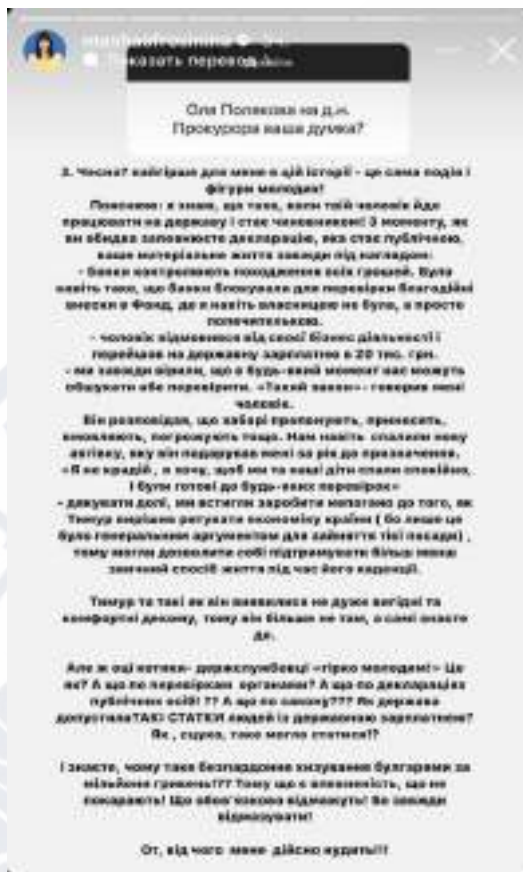 Показать перевод
Оля Полякова на д.н.
Прокурора ваша думка?
2. Чесно? найгірше для мене в цій історії - це сама подія і
фігури молодих!
Пояснюю: я знаю, що таке, коли твій чоловік йде
працювати на державу і стає чиновником! З моменту, як
ви обидва заповнюєте декларацію, яка стає публічною,
ваше матеріальне життя завжди під наглядом:
- банки контролюють походження всіх грошей. Було
навіть таке, що банки блокували для перевірки благодійні
внески в Фонд, де я навіть власницею не була, а просто
попечителькою.
- чоловік відмовився від своєї бізнес діяльності і
перейшов на державну зарплатню в 20 тис. грн.
- ми завжди вірили, що в будь-який момент нас можуть
обшукати або перевірити. «Такий закон»- говорив мені
чоловік.
Він розповідав, що хабарі пропонують, приносять,
вмовляють, погрожують тощо. Нам навіть спалили нову
автівку, яку він подарував мені за рік до призначення.
«Я не крадій, я хочу, щоб ми та наші діти спали спокійно,
і були готові до будь-яких перевірок»
- дякувати долі, ми встигли заробити непогано до того, як
Тимур вирішив рятувати економіку країни ( бо лише це
було генеральним аргументом для зайняття тієї посади) ,
тому могли дозволити собі підтримувати більш менш
звичний спосіб життя під час його каденції.
Тимур та такі як він виявилися не дуже вигідні та
комфортні декому, тому він більше не там, а самі знаєте
де.
Але ж оці котики- держслужбовці «гірко молодим!» Це
як? А що по перевіркам органами? А що по деклараціях
публічних осіб! ?? А що по закону??? Як держава
допустила ТАКІ СТАТКИ людей із державною зарплатнею?
Як , сцуко, таке могло статися!?
І знаєте, чому таке безпардонне хизування булгарями за
мільйони гривень!?? Тому що є впевненість, що не
покарають! Що обов'язково відмажуть! Бо завжди
відмазували!
От, від чого мене дійсно нудить!!!